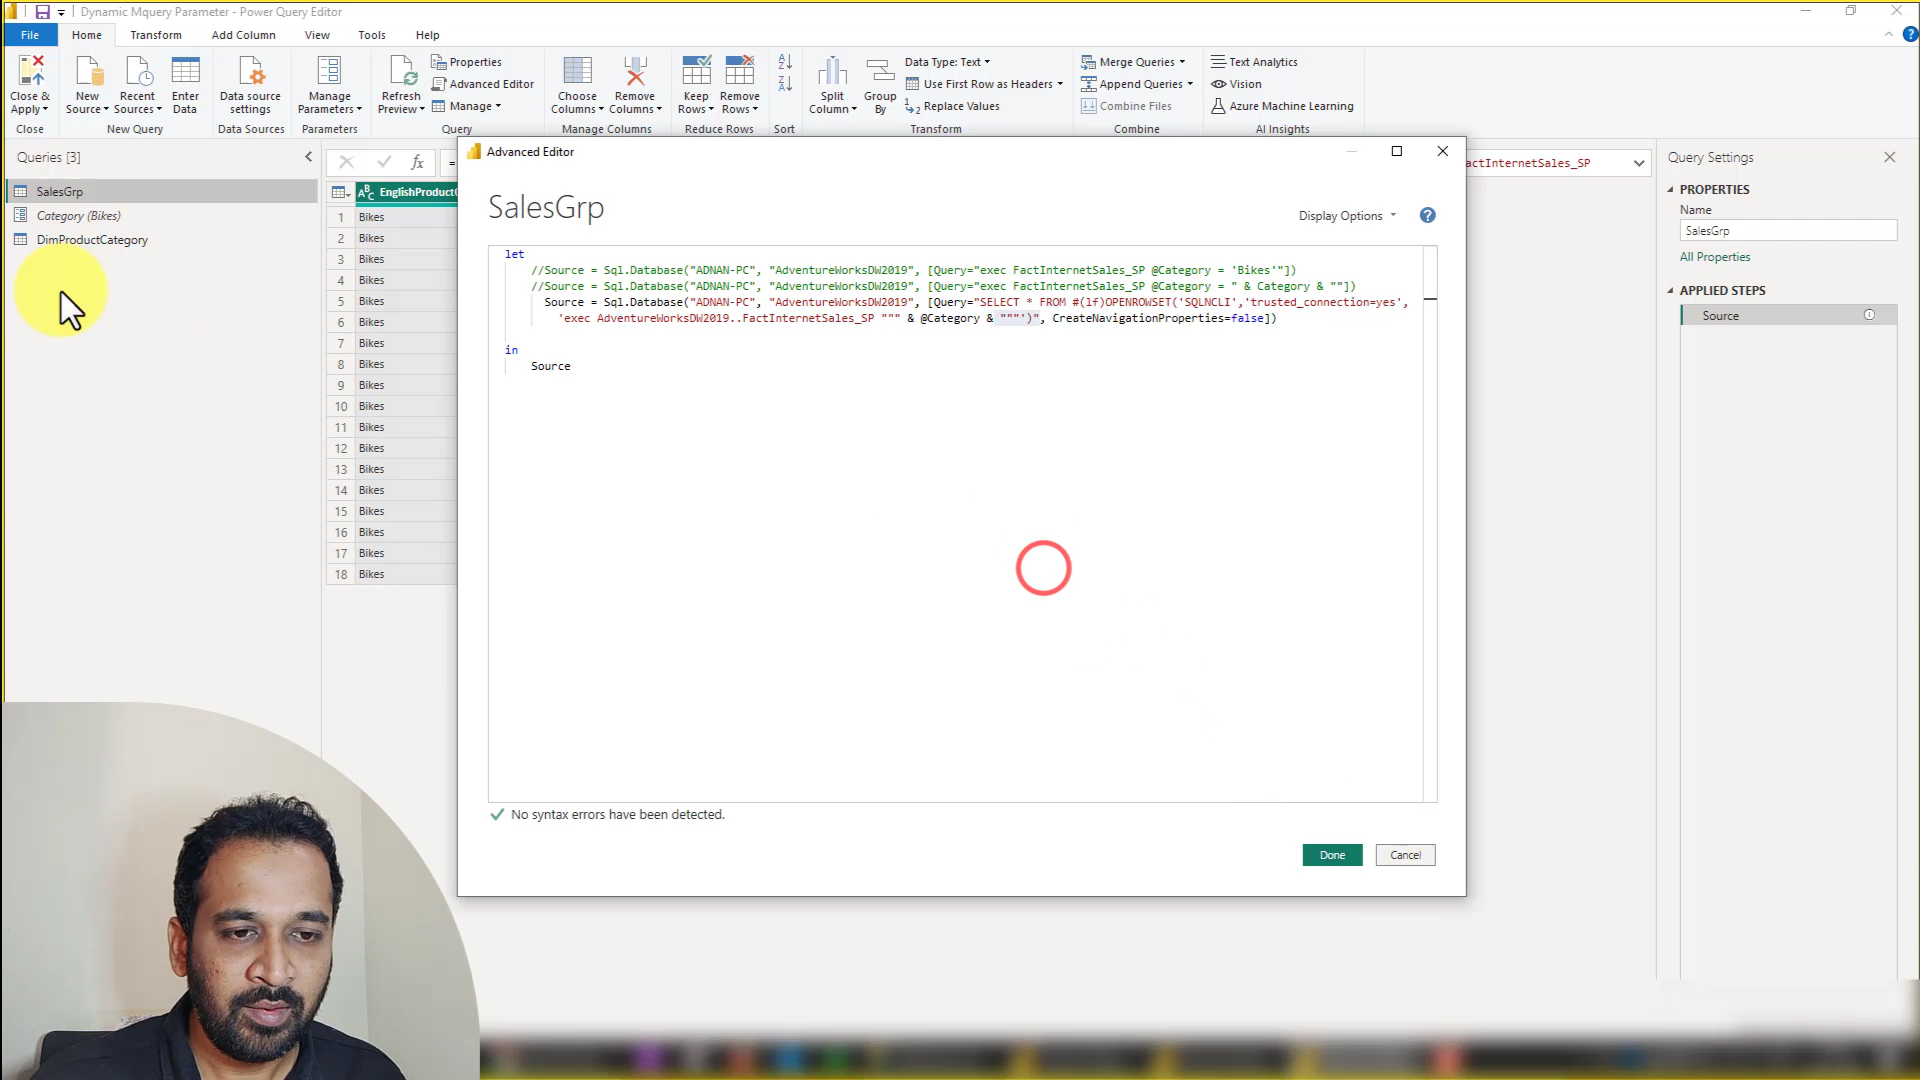 Dynamic Mquery Parameter - Power Query Editor
File
Home
Transform
Add Column
View
Tools
Help
Close &
Apply
Close
New
Source
Recent
Sources
Enter
Data
New Query
Data source
settings
Data Sources
Manage
Parameters
Parameters
Refresh
Preview
Properties
Advanced Editor
Manage
Query
Choose
Columns
Remove
Columns
Manage Columns
Keep
Rows
Remove
Rows
Reduce Rows
Sort
Split
Column
Group
By
Data Type: Text
Use First Row as Headers
Replace Values
Transform
Merge Queries
Append Queries
Combine Files
Combine
Text Analytics
Vision
Azure Machine Learning
AI Insights
Queries [3]
SalesGrp
Category (Bikes)
DimProductCategory
fx
=
actInternetSales_SP
EnglishProductC
1 Bikes
2 Bikes
3 Bikes
4 Bikes
5 Bikes
6 Bikes
7 Bikes
8 Bikes
9 Bikes
10 Bikes
11 Bikes
12 Bikes
13 Bikes
14 Bikes
15 Bikes
16 Bikes
17 Bikes
18 Bikes
Advanced Editor
SalesGrp
Display Options
let
//Source = Sql.Database("ADNAN-PC", "AdventureWorksDW2019", [Query="exec FactInternetSales_SP @Category = 'Bikes'"])
//Source = Sql.Database("ADNAN-PC", "AdventureWorksDW2019", [Query="exec FactInternetSales_SP @Category = " & Category & ""])
Source = Sql.Database("ADNAN-PC", "AdventureWorksDW2019", [Query="SELECT * FROM #(lf)OPENROWSET('SQLNCLI','trusted_connection=yes',
'exec AdventureWorksDW2019..FactInternetSales_SP """ & @Category & """')", CreateNavigationProperties=false])
in
Source
No syntax errors have been detected.
Done
Cancel
Query Settings
PROPERTIES
Name
SalesGrp
All Properties
APPLIED STEPS
Source